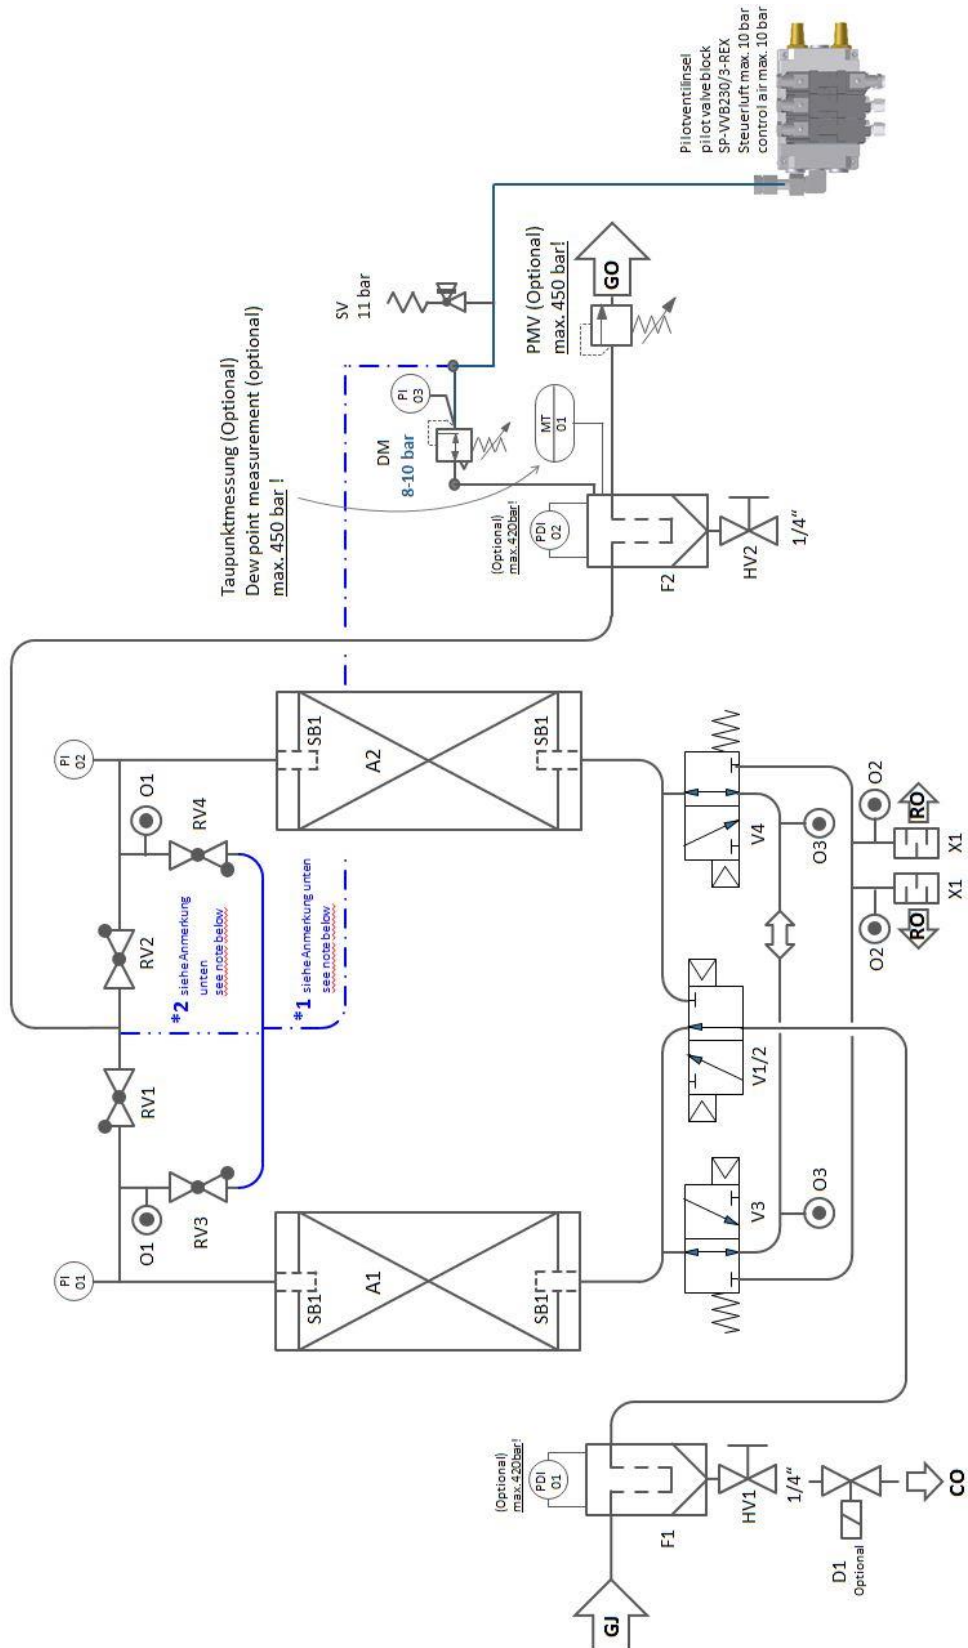 Pilotventilinsel
pilot valve block
SP-VVB230/3-REX
Steuerluft max. 10 bar
control air max. 10 bar
SV
11 bar
PMV (Optional)
max. 450 bar!
GO
Taupunktmessung (Optional)
Dew point measurement (optional)
max. 450 bar !
PI
03
DM
8-10 bar
MT
01
(Optional)
max. 420bar!
PDI
02
F2
HV2
1/4“
PI
02
O1
RV4
RV2
*2 siehe Anmerkung
unten
see note below
*1 siehe Anmerkung unten
see note below
RV1
RV3
O1
PI
01
SB1
A2
SB1
SB1
A1
SB1
V4
V1/2
V3
O3
O3
O2
RO
X1
X1
RO
O2
(Optional)
max. 420bar!
PDI
01
F1
HV1
1/4“
D1
Optional
CO
GJ